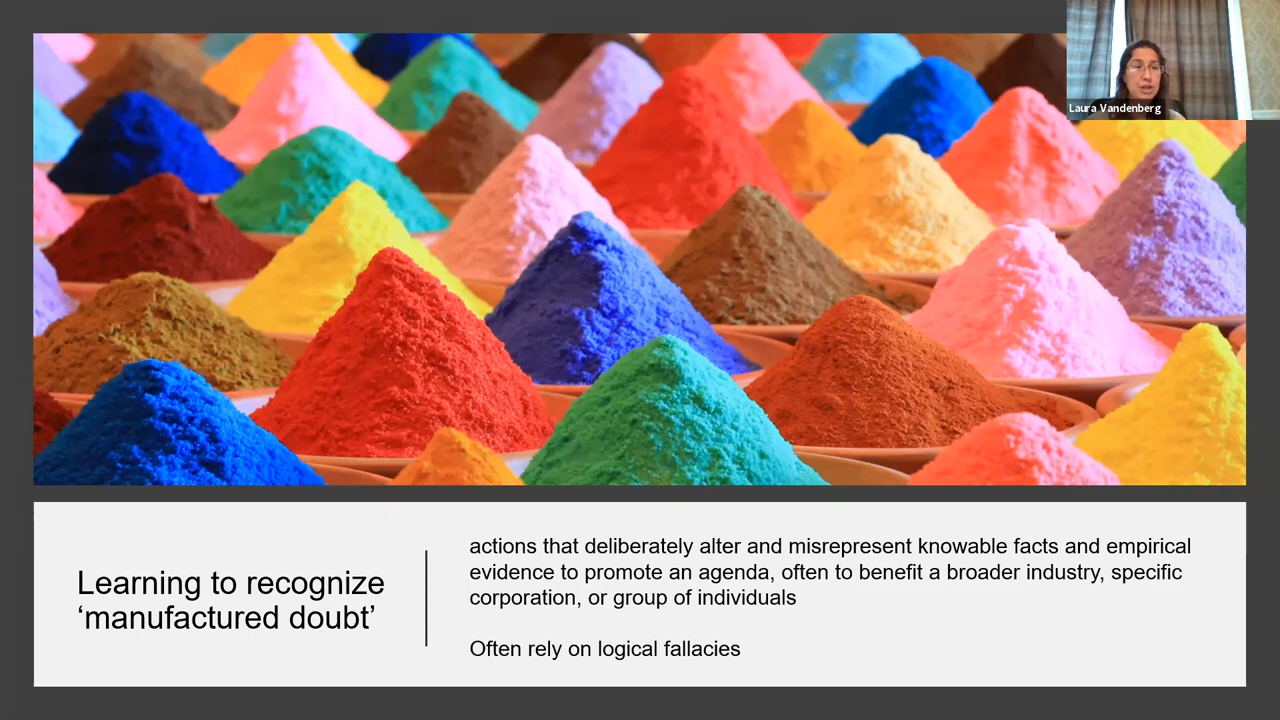 Laura Vandenberg
Learning to recognize
‘manufactured doubt’
actions that deliberately alter and misrepresent knowable facts and empirical
evidence to promote an agenda, often to benefit a broader industry, specific
corporation, or group of individuals
Often rely on logical fallacies